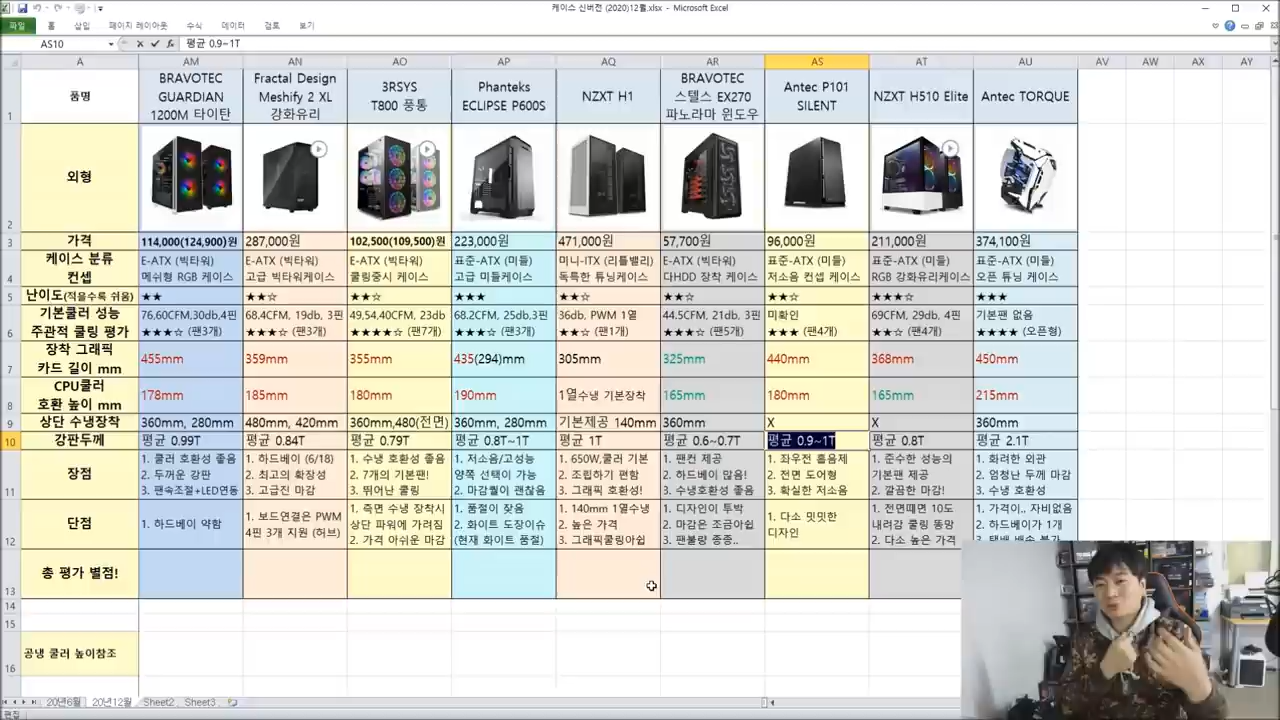 케이스 신버전 (2020)12월.xlsx - Microsoft Excel
파일 홈 삽입 페이지 레이아웃 수식 데이터 검토 보기
AS10 평균 0.9~1T
A AM AN AO AP AQ AR AS AT AU AV AW AX AY
1 품명
BRAVOTEC
GUARDIAN
1200M 타이탄
Fractal Design
Meshify 2 XL
강화유리
3RSYS
T800 풍통
Phanteks
ECLIPSE P600S
NZXT H1
BRAVOTEC
스텔스 EX270
파노라마 윈도우
Antec P101
SILENT
NZXT H510 Elite
Antec TORQUE
2 외형
3 가격 114,000(124,900)원 287,000원 102,500(109,500)원 223,000원 471,000원 57,700원 96,000원 211,000원 374,100원
4 케이스 분류 E-ATX (빅타워) E-ATX (빅타워) E-ATX (빅타워) 표준-ATX (미들) 미니-ITX (리틀밸리) E-ATX (빅타워) 표준-ATX (미들) 표준-ATX (미들) 표준-ATX (미들)
컨셉 메쉬형 RGB 케이스 고급 빅타워케이스 쿨링중시 케이스 고급 미들케이스 독특한 튜닝케이스 다HDD 장착 케이스 저소음 컨셉 케이스 RGB 강화유리케이스 오픈 튜닝 케이스
5 난이도(적을수록 쉬움) ★★ ★★☆ ★★☆ ★★★ ★★☆ ★★☆ ★★☆ ★★★☆ ★★★
6 기본쿨러 성능 76,60CFM,30db,4핀 68.4CFM, 19db, 3핀 49,54,40CFM, 23db 68.2CFM, 25db,3핀 36db, PWM 1열 44.5CFM, 21db, 3핀 미확인 69CFM, 29db, 4핀 기본팬 없음
주관적 쿨링 평가 ★★★☆ (팬3개) ★★★☆ (팬3개) ★★★★☆ (팬7개) ★★★☆ (팬3개) ★★☆ (팬1개) ★★★☆ (팬5개) ★★★ (팬4개) ★★☆ (팬4개) ★★★★ (오픈형)
7 장착 그래픽
카드 길이 mm 455mm 359mm 355mm 435(294)mm 305mm 325mm 440mm 368mm 450mm
8 CPU쿨러
호환 높이 mm 178mm 185mm 180mm 190mm 1열수냉 기본장착 165mm 180mm 165mm 215mm
9 상단 수냉장착 360mm, 280mm 480mm, 420mm 360mm,480(전면) 360mm, 280mm 기본제공 140mm 360mm X X 360mm
10 강판두께 평균 0.99T 평균 0.84T 평균 0.79T 평균 0.8T~1T 평균 1T 평균 0.6~0.7T 평균 0.9~1T 평균 0.8T 평균 2.1T
11 장점
1. 쿨러 호환성 좋음
2. 두꺼운 강판
3. 팬속조절+LED연동
1. 하드베이 (6/18)
2. 최고의 확장성
3. 고급진 마감
1. 수냉 호환성 좋음
2. 7개의 기본팬!
3. 뛰어난 쿨링
1. 저소음/고성능
양쪽 선택이 가능
2. 마감퀄이 괜찮음
1. 650W,쿨러 기본
2. 조립하기 편함
3. 그래픽 호환성!
1. 팬컨 제공
2. 하드베이 많음!
3. 수냉호환성 좋음
1. 좌우전 흡음제
2. 전면 도어형
3. 확실한 저소음
1. 준수한 성능의
기본팬 제공
2. 깔끔한 마감!
1. 화려한 외관
2. 엄청난 두께 마감
3. 수냉 호환성
12 단점
1. 하드베이 약함
1. 보드연결은 PWM
4핀 3개 지원 (허브)
1. 측면 수냉 장착시
상단 파워에 가려짐
2. 가격 아쉬운 마감
1. 품절이 잦음
2. 화이트 도장이슈
(현재 화이트 품절)
1. 140mm 1열수냉
2. 높은 가격
3. 그래픽쿨링아쉽
1. 디자인이 투박
2. 마감은 조금아쉽
3. 팬불량 종종..
1. 다소 밋밋한
디자인
1. 전면떼면 10도
내려감 쿨링 똥망
2. 다소 높은 가격
1. 가격이.. 자비없음
2. 하드베이가 1개
13 총 평가 별점!
14
15
16 공냉 쿨러 높이참조
20년6월 20년12월 Sheet2 Sheet3
편집